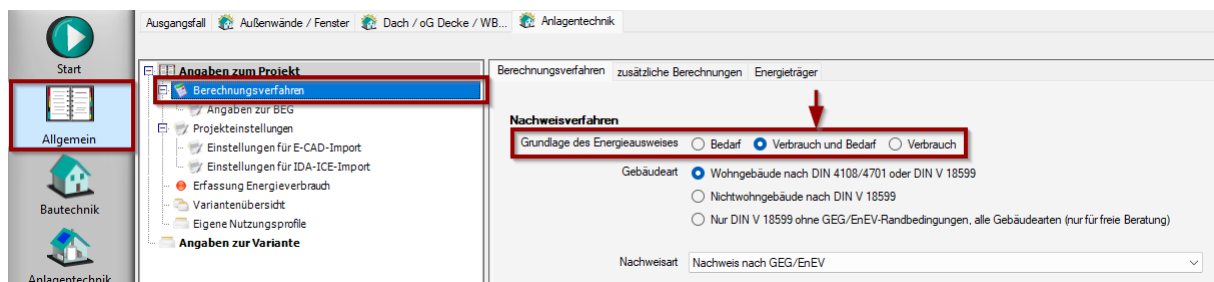 Ausgangsfall Außenwände / Fenster Dach / oG Decke / WB... Anlagentechnik
Start
Allgemein
Bautechnik
Anlagentechnik
Angaben zum Projekt
Berechnungsverfahren
Angaben zur BEG
Projekteinstellungen
Einstellungen für E-CAD-Import
Einstellungen für IDA-ICE-Import
Erfassung Energieverbrauch
Variantenübersicht
Eigene Nutzungsprofile
Angaben zur Variante
Berechnungsverfahren zusätzliche Berechnungen Energieträger
Nachweisverfahren
Grundlage des Energieausweises Bedarf Verbrauch und Bedarf Verbrauch
Gebäudeart Wohngebäude nach DIN 4108/4701 oder DIN V 18599
Nichtwohngebäude nach DIN V 18599
Nur DIN V 18599 ohne GEG/EnEV-Randbedingungen, alle Gebäudearten (nur für freie Beratung)
Nachweisart Nachweis nach GEG/EnEV